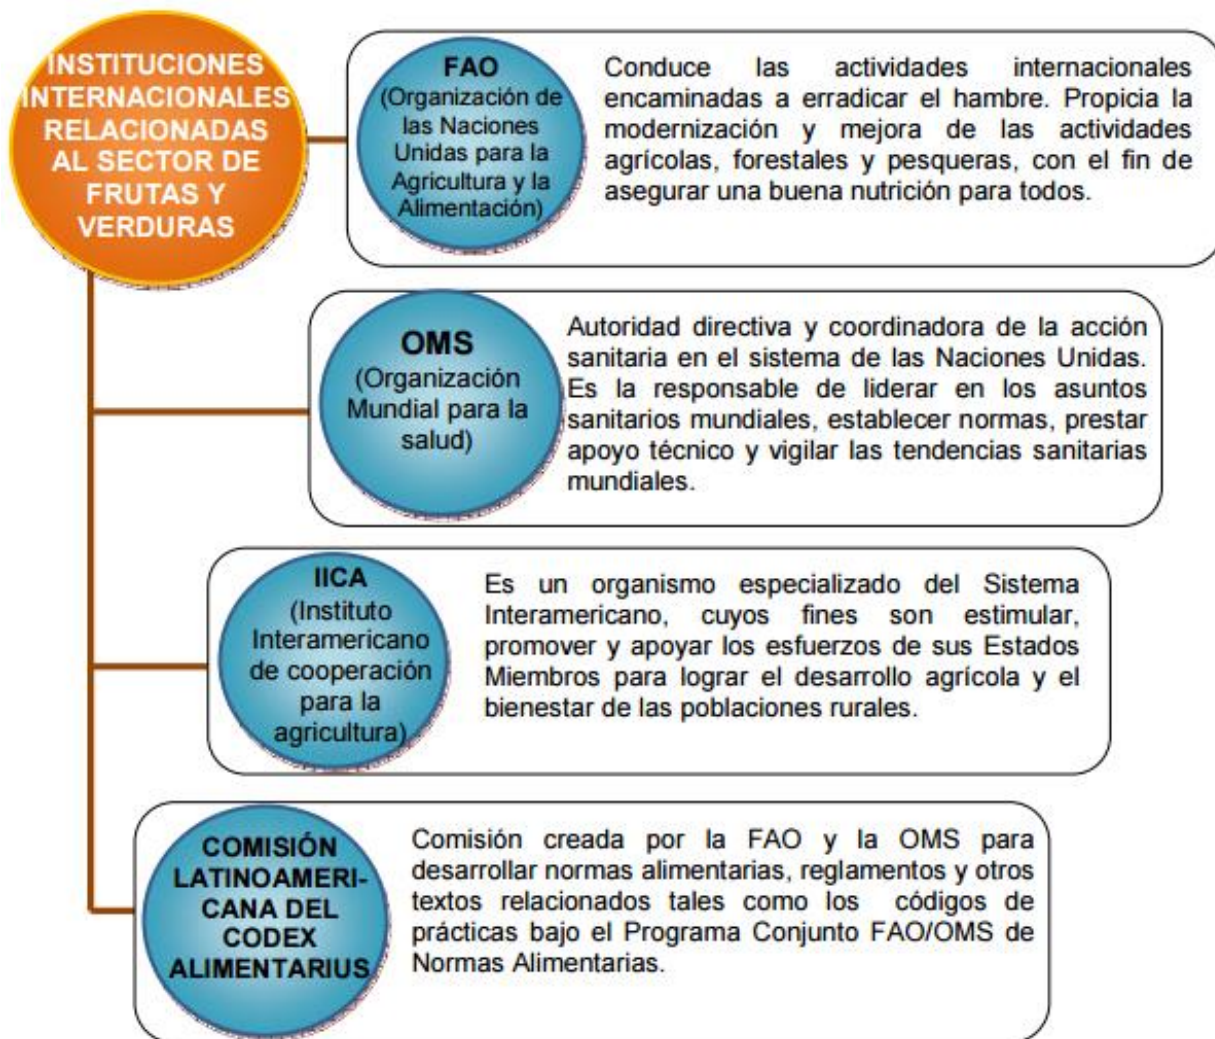 INSTITUCIONES
INTERNACIONALES
RELACIONADAS
AL SECTOR DE
FRUTAS Y
VERDURAS
FAO
(Organización de
las Naciones
Unidas para la
Agricultura y la
Alimentación)
Conduce las actividades internacionales
encaminadas a erradicar el hambre. Propicia la
modernización y mejora de las actividades
agrícolas, forestales y pesqueras, con el fin de
asegurar una buena nutrición para todos.
OMS
(Organización
Mundial para la
salud)
Autoridad directiva y coordinadora de la acción
sanitaria en el sistema de las Naciones Unidas.
Es la responsable de liderar en los asuntos
sanitarios mundiales, establecer normas, prestar
apoyo técnico y vigilar las tendencias sanitarias
mundiales.
IICA
(Instituto
Interamericano
de cooperación
para la
agricultura)
Es un organismo especializado del Sistema
Interamericano, cuyos fines son estimular,
promover y apoyar los esfuerzos de sus Estados
Miembros para lograr el desarrollo agrícola y el
bienestar de las poblaciones rurales.
COMISIÓN
LATINOAMERI-
CANA DEL
CODEX
ALIMENTARIUS
Comisión creada por la FAO y la OMS para
desarrollar normas alimentarias, reglamentos y otros
textos relacionados tales como los códigos de
prácticas bajo el Programa Conjunto FAO/OMS de
Normas Alimentarias.